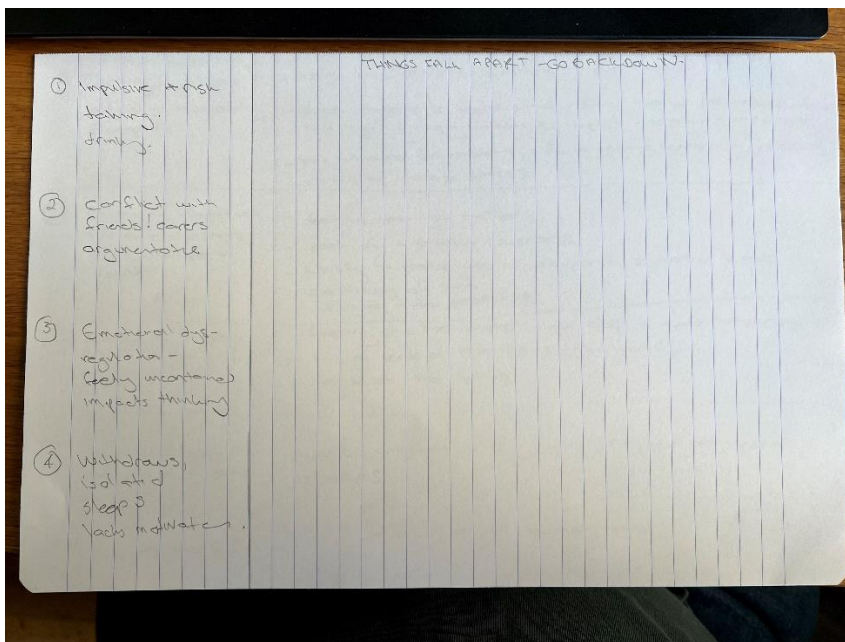 THINGS FALL APART - GO BACK DOWN.
① Impulsive + risk
taking.
drinking.
② Conflict with
friends / carers
argumentative
③ Emotional dys-
regulation -
feeling uncontained
impacts thinking
④ Withdraws,
isolated
sleeps
lacks motivation.